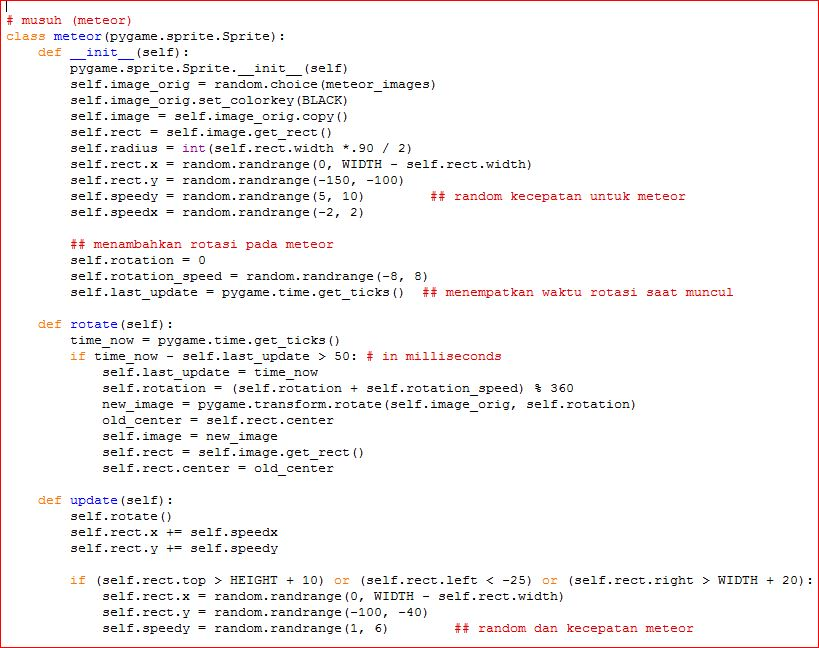 # musuh (meteor)
class meteor(pygame.sprite.Sprite):
    def __init__(self):
        pygame.sprite.Sprite.__init__(self)
        self.image_orig = random.choice(meteor_images)
        self.image_orig.set_colorkey(BLACK)
        self.image = self.image_orig.copy()
        self.rect = self.image.get_rect()
        self.radius = int(self.rect.width *.90 / 2)
        self.rect.x = random.randrange(0, WIDTH - self.rect.width)
        self.rect.y = random.randrange(-150, -100)
        self.speedy = random.randrange(5, 10)        ## random kecepatan untuk meteor
        self.speedx = random.randrange(-2, 2)

        ## menambahkan rotasi pada meteor
        self.rotation = 0
        self.rotation_speed = random.randrange(-8, 8)
        self.last_update = pygame.time.get_ticks()  ## menempatkan waktu rotasi saat muncul

    def rotate(self):
        time_now = pygame.time.get_ticks()
        if time_now - self.last_update > 50: # in milliseconds
            self.last_update = time_now
            self.rotation = (self.rotation + self.rotation_speed) % 360
            new_image = pygame.transform.rotate(self.image_orig, self.rotation)
            old_center = self.rect.center
            self.image = new_image
            self.rect = self.image.get_rect()
            self.rect.center = old_center

    def update(self):
        self.rotate()
        self.rect.x += self.speedx
        self.rect.y += self.speedy

        if (self.rect.top > HEIGHT + 10) or (self.rect.left < -25) or (self.rect.right > WIDTH + 20):
            self.rect.x = random.randrange(0, WIDTH - self.rect.width)
            self.rect.y = random.randrange(-100, -40)
            self.speedy = random.randrange(1, 6)        ## random dan kecepatan meteor